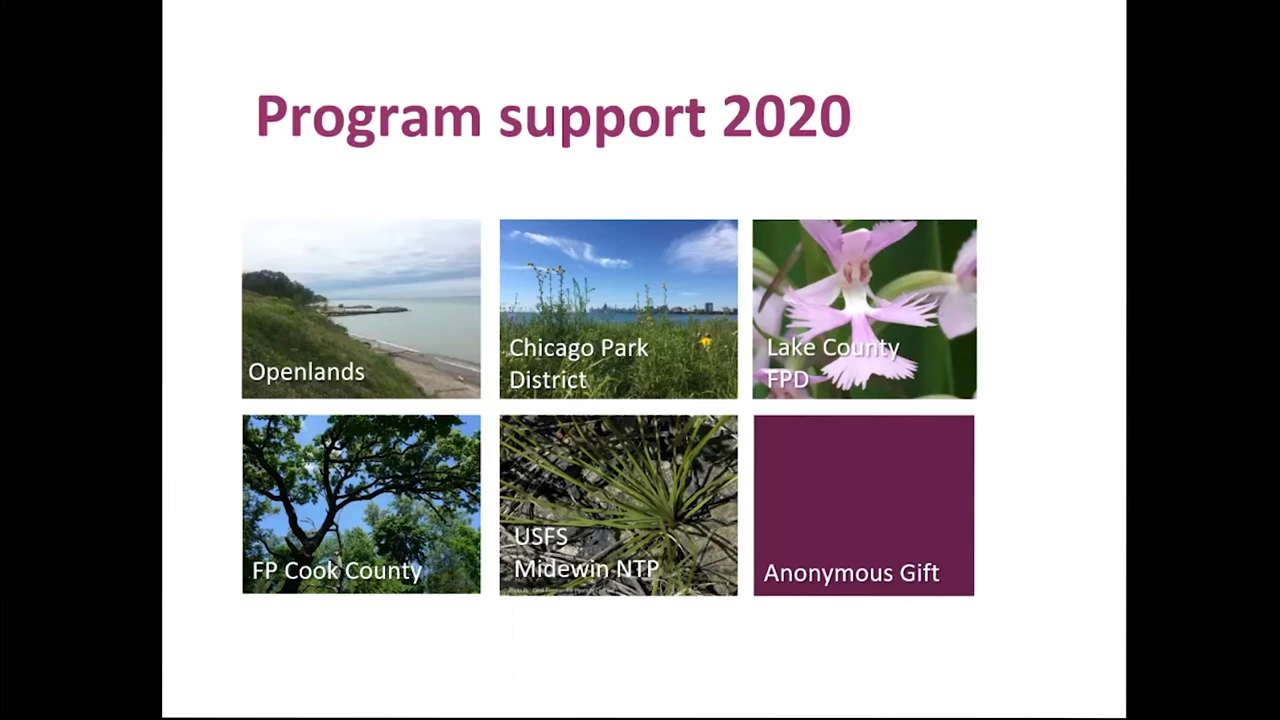 Program support 2020
Openlands
Chicago Park
District
Lake County
FPD
FP Cook County
USFS
Midewin NTP
Anonymous Gift